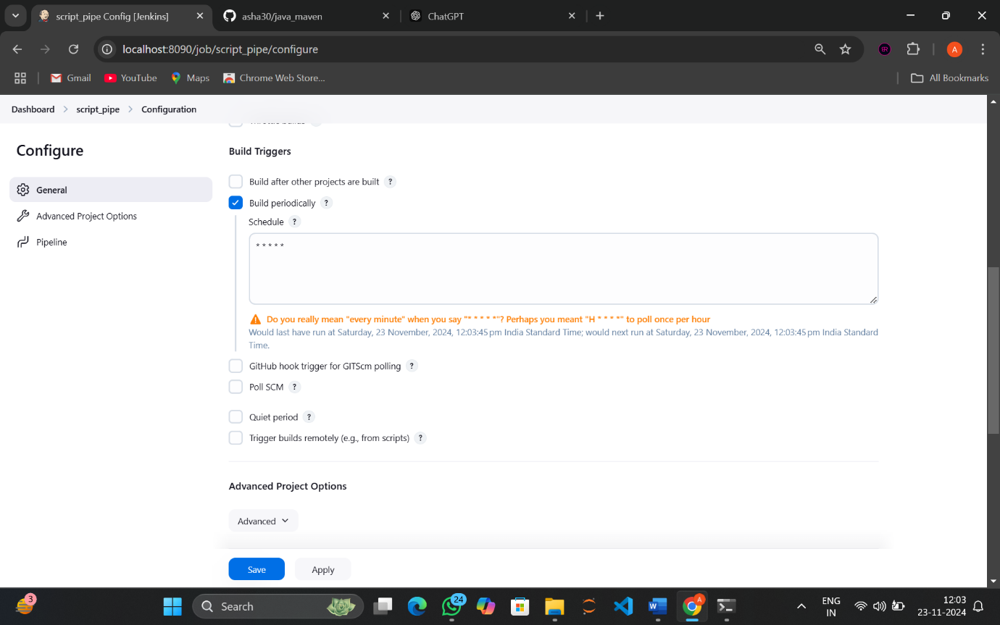 script_pipe Config [Jenkins]
asha30/java_maven
ChatGPT
localhost:8090/job/script_pipe/configure
BR
A
Gmail
YouTube
Maps
Chrome Web Store...
All Bookmarks
Dashboard
script_pipe
Configuration
Configure
General
Advanced Project Options
Pipeline
Throttle builds
Build Triggers
Build after other projects are built ?
Build periodically ?
Schedule ?
* * * * *
Do you really mean "every minute" when you say "* * * * *"? Perhaps you meant "H * * * *" to poll once per hour
Would last have run at Saturday, 23 November, 2024, 12:03:45 pm India Standard Time; would next run at Saturday, 23 November, 2024, 12:03:45 pm India Standard
Time.
GitHub hook trigger for GITScm polling ?
Poll SCM ?
Quiet period ?
Trigger builds remotely (e.g., from scripts) ?
Advanced Project Options
Advanced
Save
Apply
3
Search
24
A
ENG
IN
12:03
23-11-2024